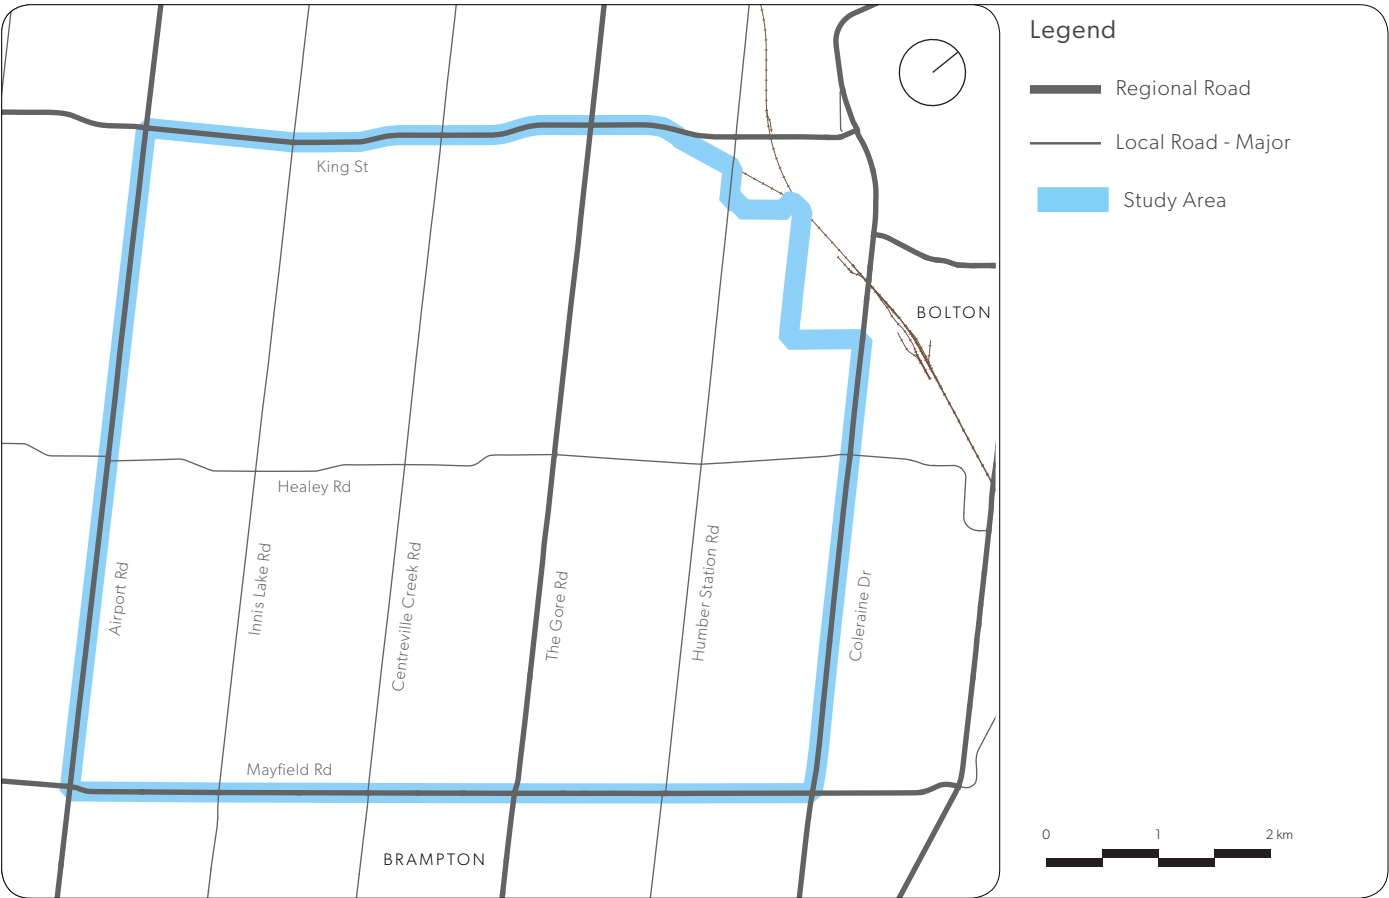 Legend
Regional Road
Local Road - Major
Study Area
King St
BOLTON
Healey Rd
Airport Rd
Innis Lake Rd
Centreville Creek Rd
The Gore Rd
Humber Station Rd
Coleraine Dr
Mayfield Rd
BRAMPTON
0 1 2 km